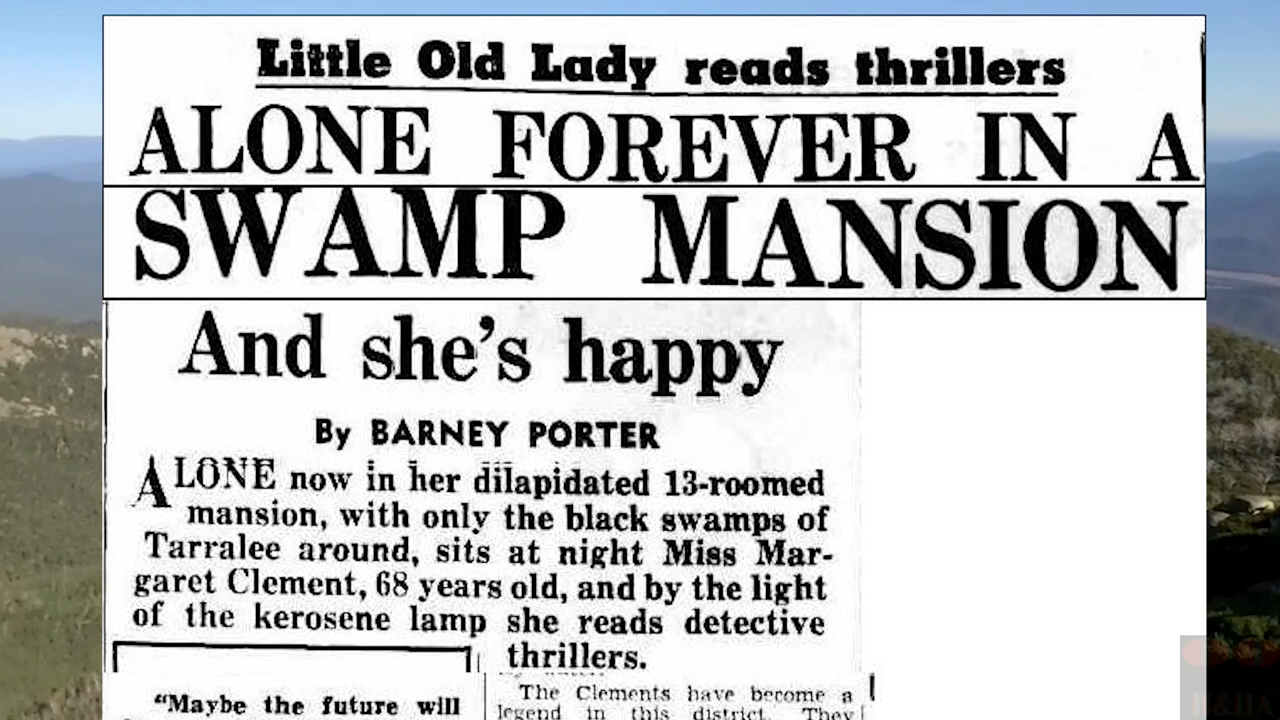 Little Old Lady reads thrillers
ALONE FOREVER IN A
SWAMP MANSION
And she's happy
By BARNEY PORTER
ALONE now in her dilapidated 13-roomed
mansion, with only the black swamps of
Tarralee around, sits at night Miss Mar-
garet Clement, 68 years old, and by the light
of the kerosene lamp she reads detective
thrillers.
"Maybe the future will
The Clements have become a
legend in this district. They